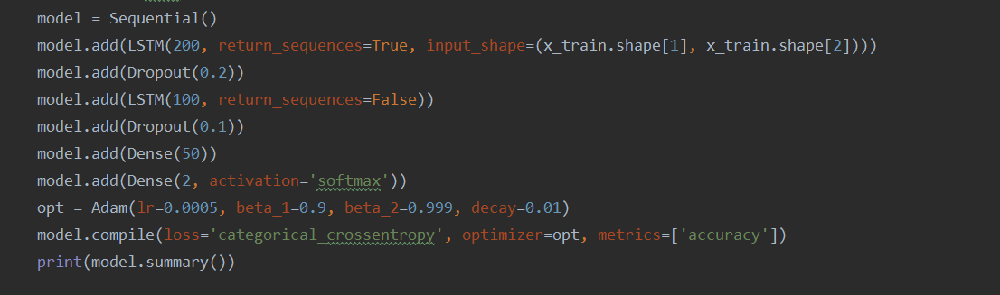 model = Sequential()
model.add(LSTM(200, return_sequences=True, input_shape=(x_train.shape[1], x_train.shape[2])))
model.add(Dropout(0.2))
model.add(LSTM(100, return_sequences=False))
model.add(Dropout(0.1))
model.add(Dense(50))
model.add(Dense(2, activation='softmax'))
opt = Adam(lr=0.0005, beta_1=0.9, beta_2=0.999, decay=0.01)
model.compile(loss='categorical_crossentropy', optimizer=opt, metrics=['accuracy'])
print(model.summary())